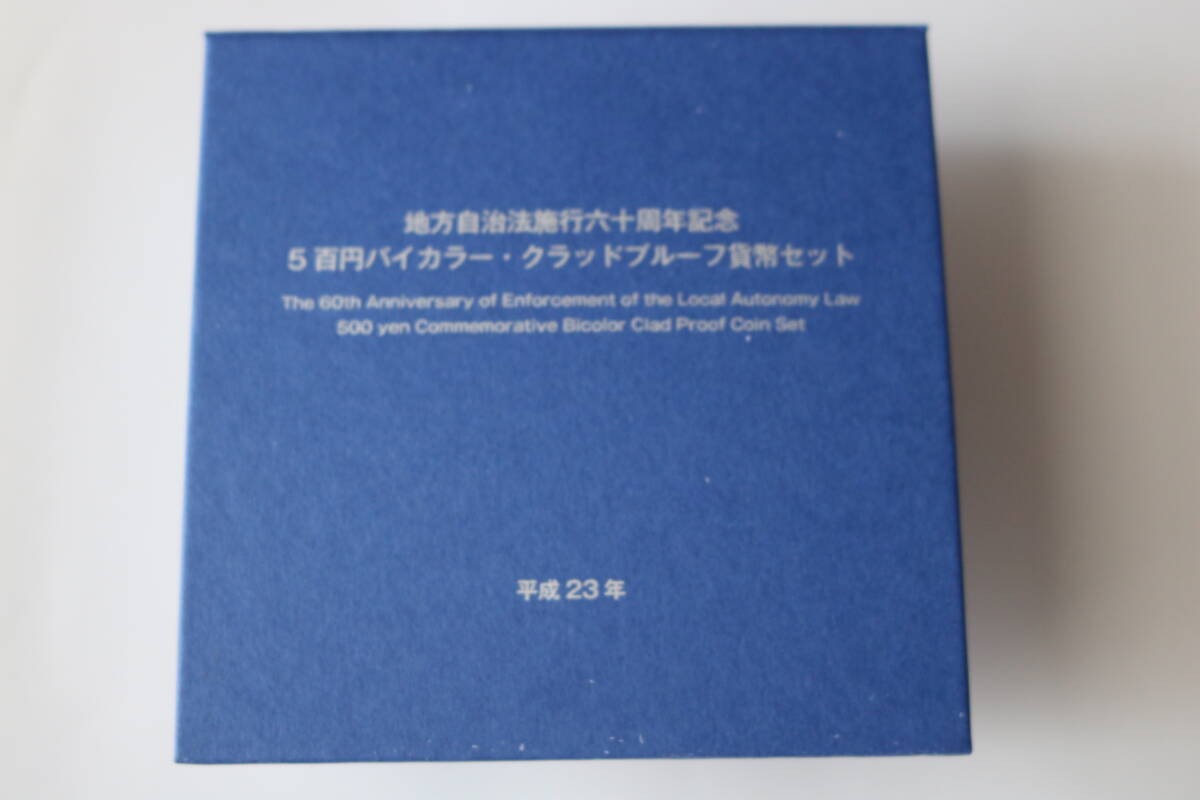 地方自治法施行六十周年記念
5百円バイカラー・クラッドプルーフ貨幣セット
The 60th Anniversary of Enforcement of the Local Autonomy Law
500 yen Commemorative Bicolor Clad Proof Coin Set
平成23年